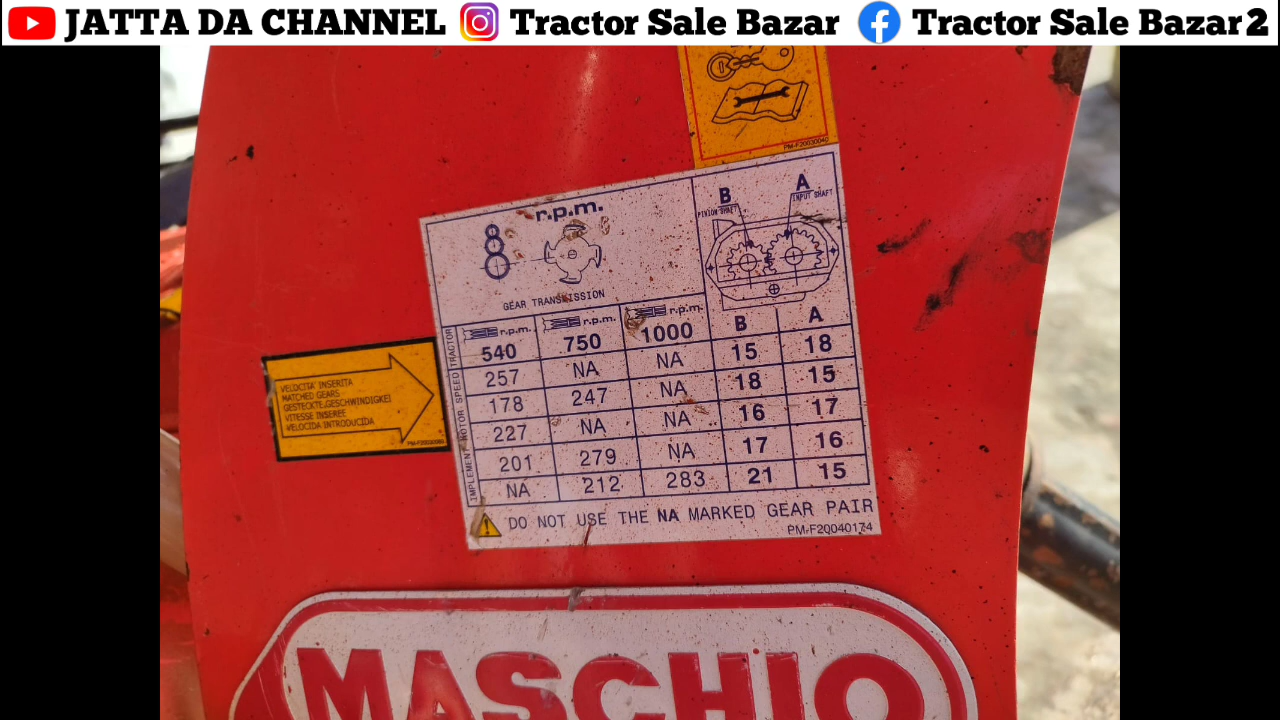 JATTA DA CHANNEL Tractor Sale Bazar Tractor Sale Bazar2
PM-F20030040
r.p.m.
B A
PINION SHAFT INPUT SHAFT
GEAR TRANSMISSION
IMPLEMENT ROTOR SPEED TRACTOR
r.p.m. r.p.m. r.p.m.
540 750 1000 B A
257 NA NA 15 18
178 247 NA 18 15
227 NA NA 16 17
201 279 NA 17 16
NA 212 283 21 15
DO NOT USE THE NA MARKED GEAR PAIR
PM-F20040174
VELOCITA' INSERITA
MATCHED GEARS
GESTECKTE.GESCHWINDIGKEI
VITESSE INSEREE
VELOCIDA INTRODUCIDA
MASCHIO